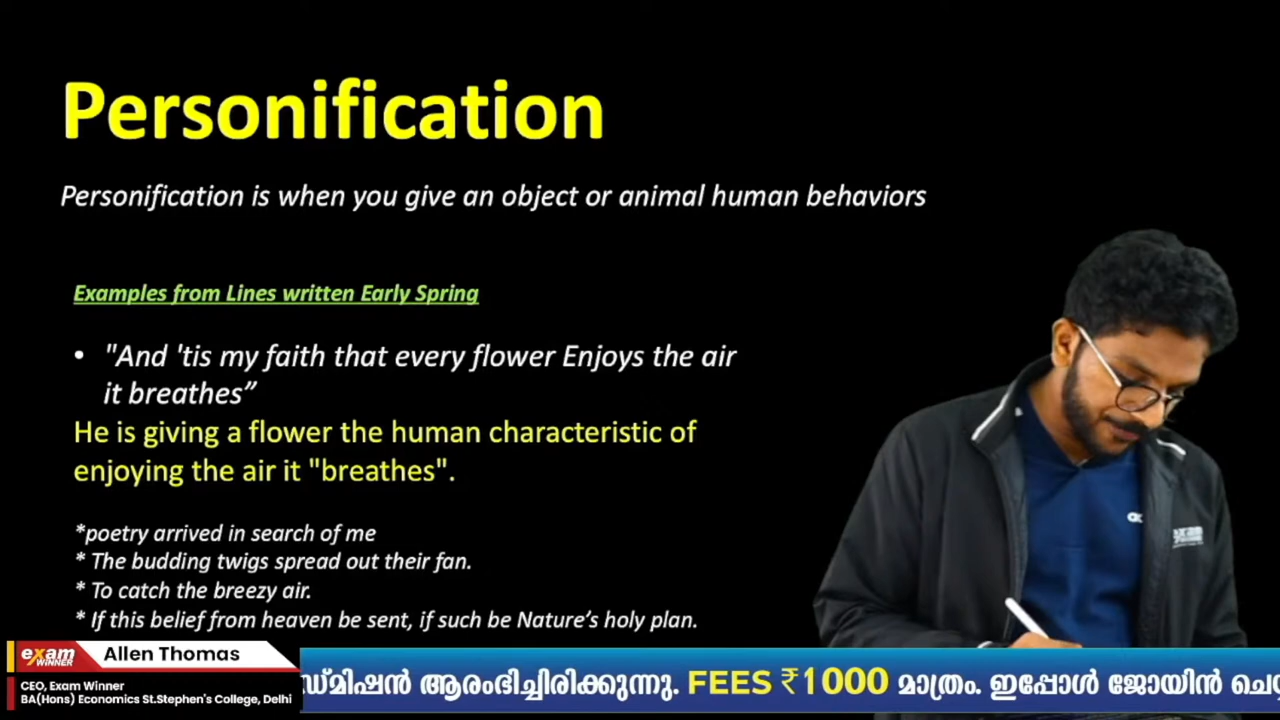 Personification
Personification is when you give an object or animal human behaviors
Examples from Lines written Early Spring
• "And 'tis my faith that every flower Enjoys the air
it breathes”
He is giving a flower the human characteristic of
enjoying the air it "breathes".
*poetry arrived in search of me
* The budding twigs spread out their fan.
* To catch the breezy air.
* If this belief from heaven be sent, if such be Nature’s holy plan.
exam
WINNER
Allen Thomas
CEO, Exam Winner
BA(Hons) Economics St.Stephen's College, Delhi
ആരംഭിച്ചിരിക്കുന്നു. FEES ₹1000 മാത്രം. ഇപ്പോൾ ജോയിൻ
exam